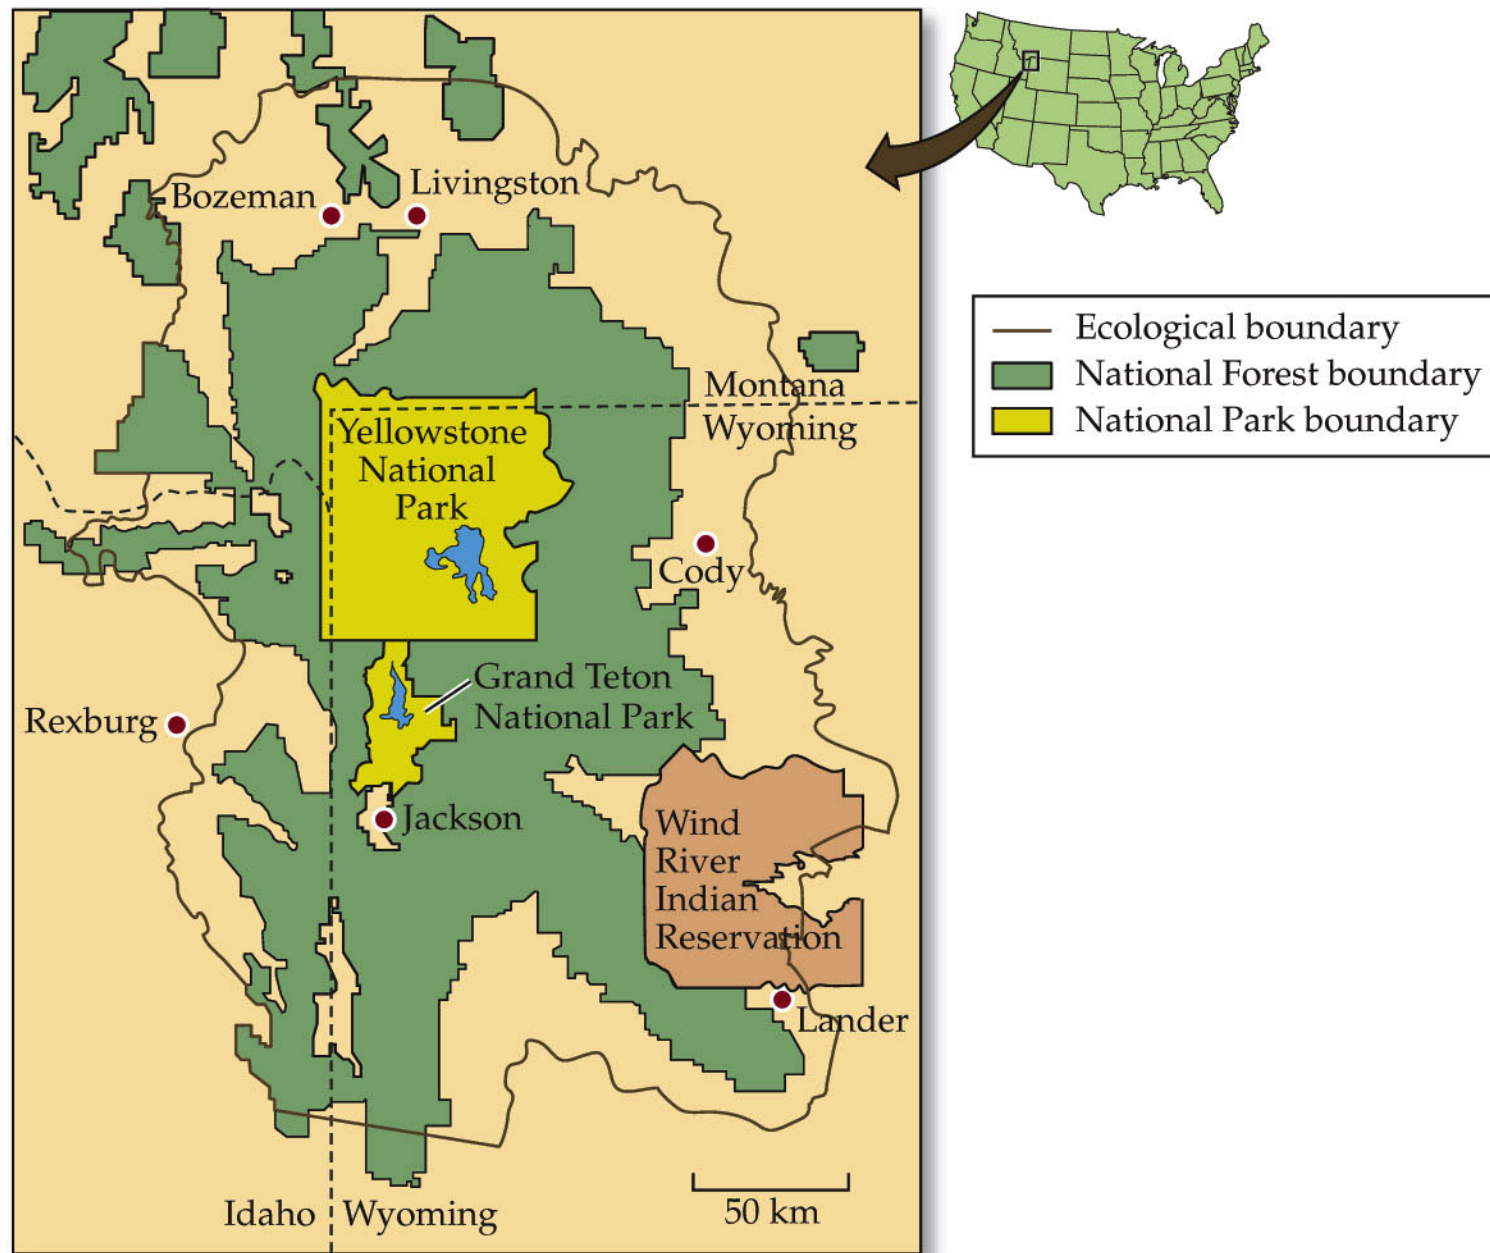 Bozeman
Livingston
Montana
Wyoming
Yellowstone
National
Park
Cody
Grand Teton
National Park
Rexburg
Jackson
Wind
River
Indian
Reservation
Lander
Idaho
Wyoming
50 km
Ecological boundary
National Forest boundary
National Park boundary